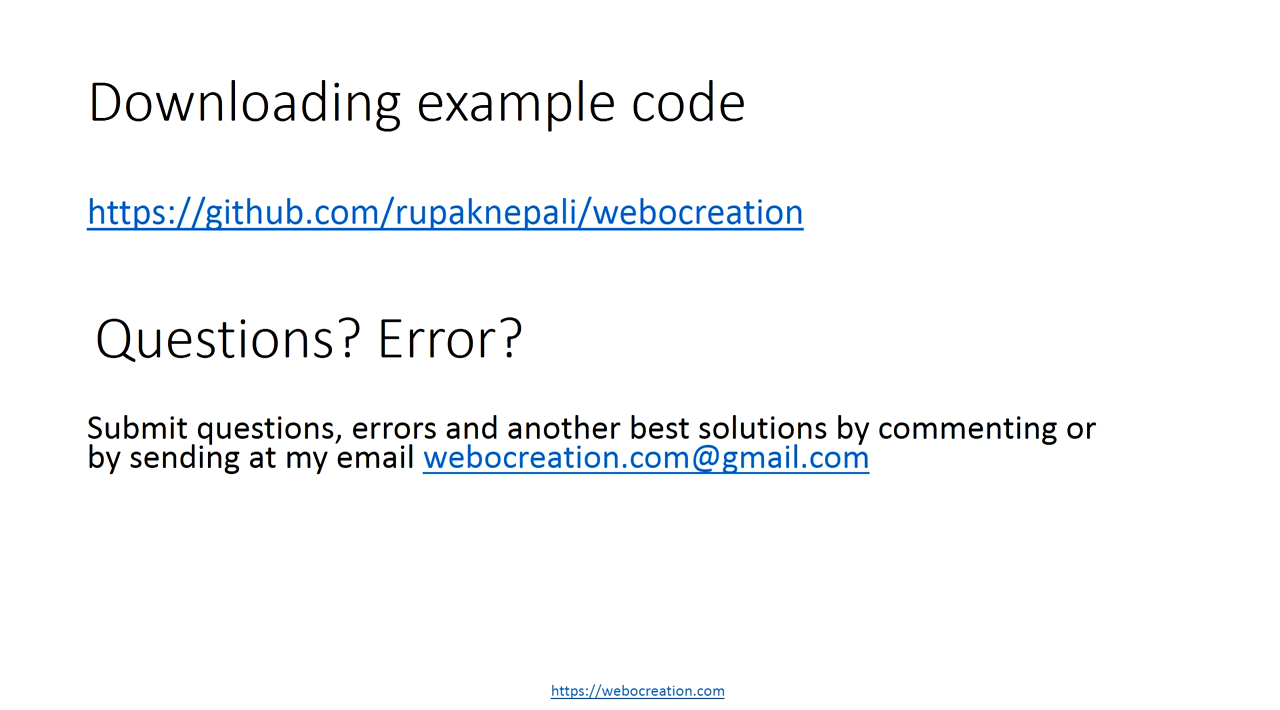 Downloading example code
https://github.com/rupaknepali/webocreation
Questions? Error?
Submit questions, errors and another best solutions by commenting or
by sending at my email webocreation.com@gmail.com
https://webocreation.com